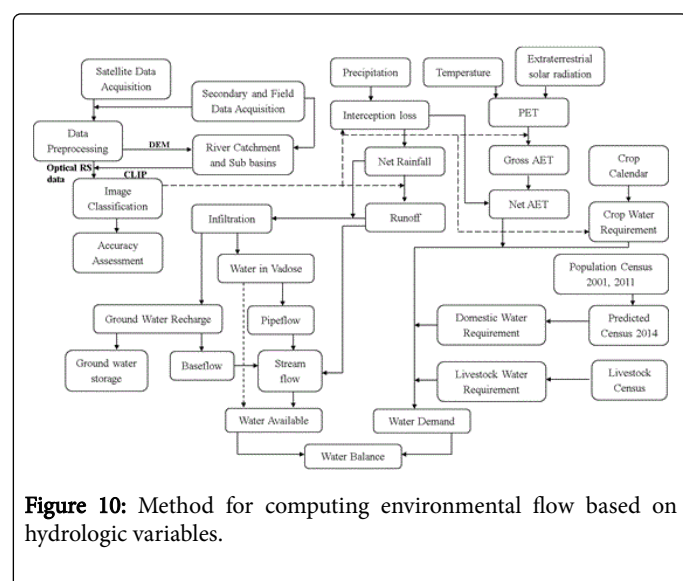 Satellite Data
Acquisition
Precipitation
Temperature
Extraterrestrial
solar radiation
Secondary and Field
Data Acquisition
Interception loss
PET
Data
Preprocessing
DEM
River Catchment
and Sub basins
Net Rainfall
Gross AET
Crop
Calendar
Optical RS
data
CLIP
Image
Classification
Infiltration
Runoff
Net AET
Crop Water
Requirement
Accuracy
Assessment
Water in Vadose
Population Census
2001, 2011
Ground Water Recharge
Pipeflow
Domestic Water
Requirement
Predicted
Census 2014
Ground water
storage
Baseflow
Stream
flow
Livestock Water
Requirement
Livestock
Census
Water Available
Water Demand
Water Balance
Figure 10: Method for computing environmental flow based on
hydrologic variables.